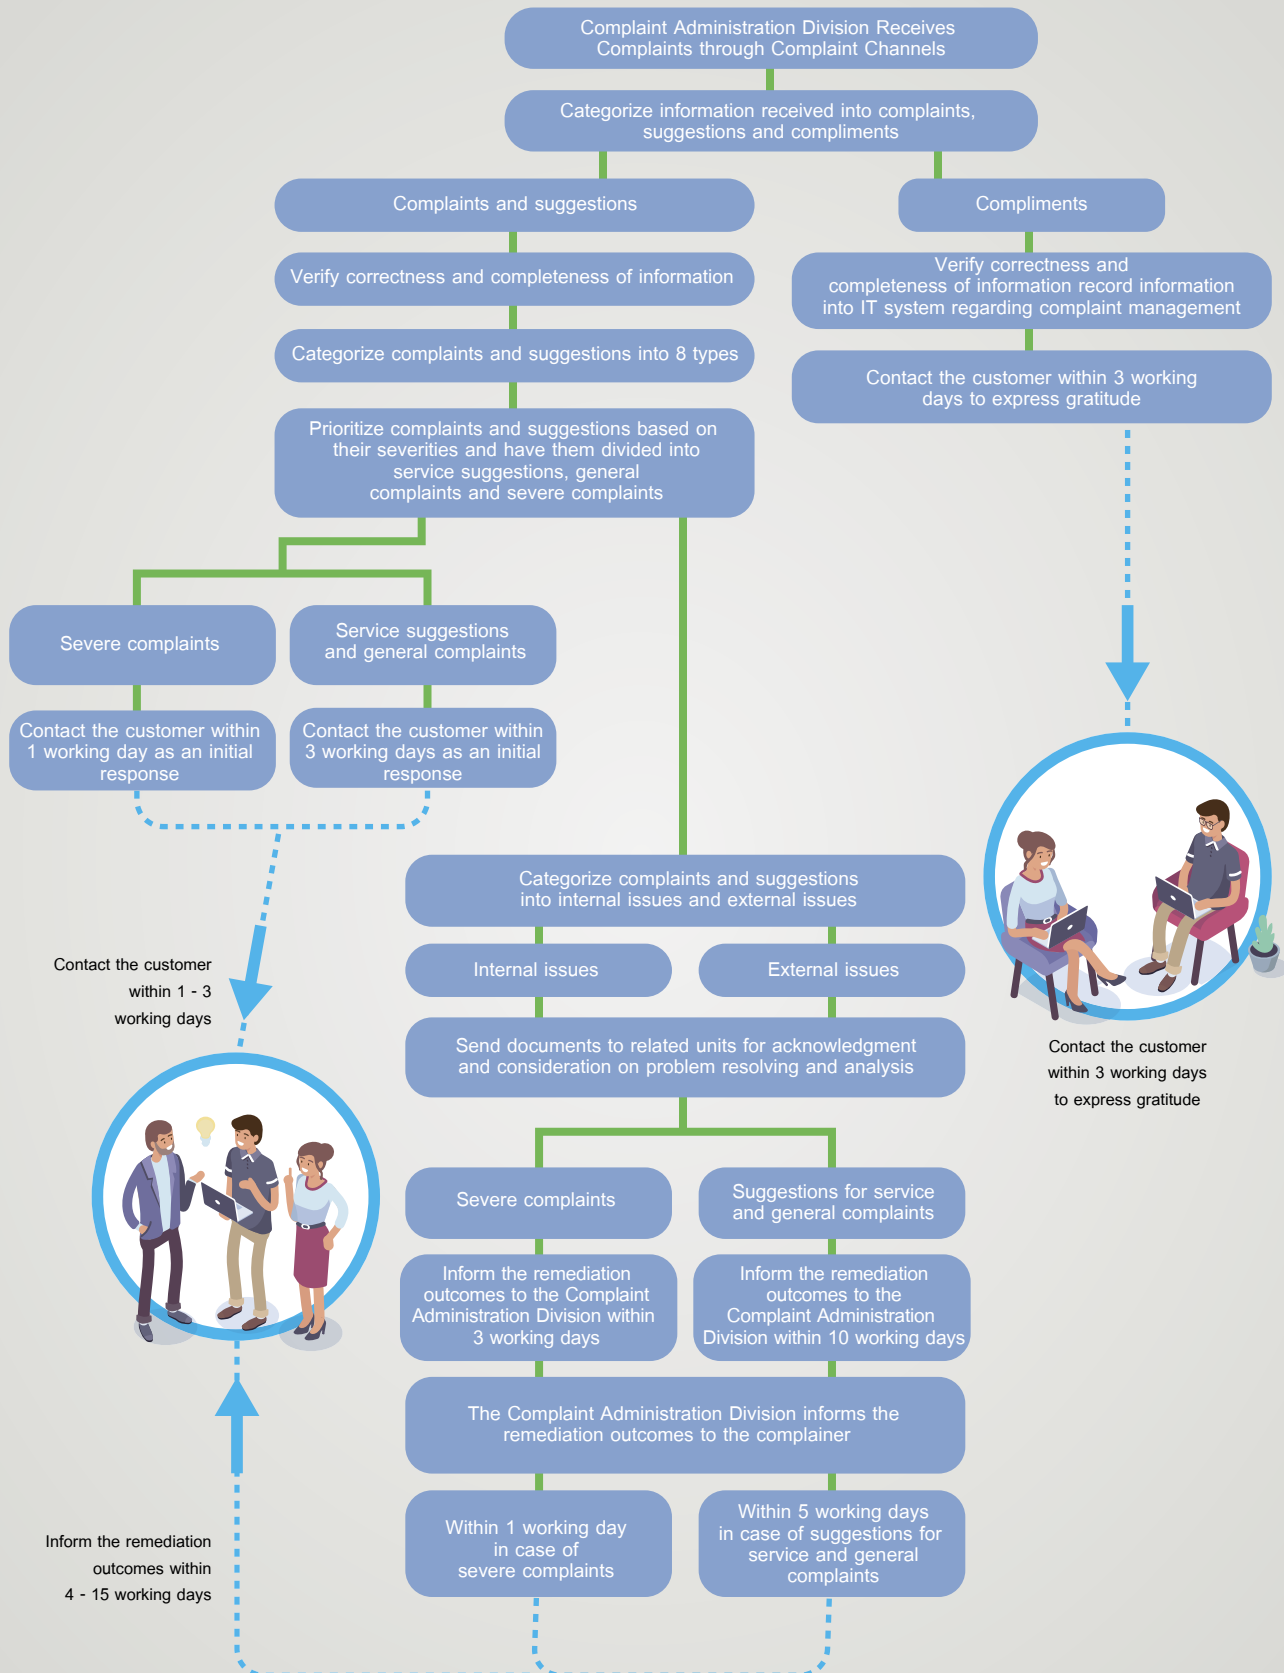 Complaint Administration Division Receives
Complaints through Complaint Channels
Categorize information received into complaints,
suggestions and compliments
Complaints and suggestions
Compliments
Verify correctness and completeness of information
Verify correctness and
completeness of information record information
into IT system regarding complaint management
Categorize complaints and suggestions into 8 types
Contact the customer within 3 working
days to express gratitude
Prioritize complaints and suggestions based on
their severities and have them divided into
service suggestions, general
complaints and severe complaints
Severe complaints
Service suggestions
and general complaints
Contact the customer within
1 working day as an initial
response
Contact the customer within
3 working days as an initial
response
Categorize complaints and suggestions
into internal issues and external issues
Internal issues
External issues
Contact the customer
within 1 - 3
working days
Send documents to related units for acknowledgment
and consideration on problem resolving and analysis
Contact the customer
within 3 working days
to express gratitude
Severe complaints
Suggestions for service
and general complaints
Inform the remediation
outcomes to the Complaint
Administration Division within
3 working days
Inform the remediation
outcomes to the
Complaint Administration
Division within 10 working days
The Complaint Administration Division informs the
remediation outcomes to the complainer
Within 1 working day
in case of
severe complaints
Within 5 working days
in case of suggestions for
service and general
complaints
Inform the remediation
outcomes within
4 - 15 working days